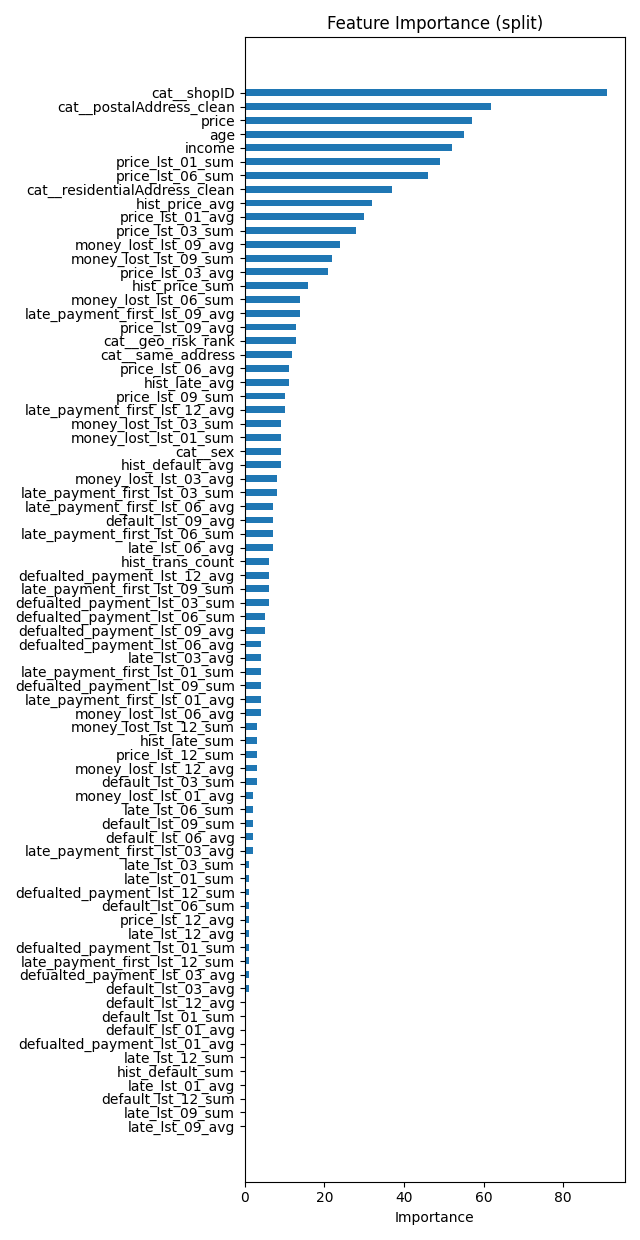 Feature Importance (split)
cat__shopID
cat__postalAddress_clean
price
age
income
price_lst_01_sum
price_lst_06_sum
cat__residentialAddress_clean
hist_price_avg
price_lst_01_avg
price_lst_03_sum
money_lost_lst_09_avg
money_lost_lst_09_sum
price_lst_03_avg
hist_price_sum
money_lost_lst_06_sum
late_payment_first_lst_09_avg
price_lst_09_avg
cat__geo_risk_rank
cat__same_address
price_lst_06_avg
hist_late_avg
price_lst_09_sum
late_payment_first_lst_12_avg
money_lost_lst_03_sum
money_lost_lst_01_sum
cat__sex
hist_default_avg
money_lost_lst_03_avg
late_payment_first_lst_03_sum
late_payment_first_lst_06_avg
default_lst_09_avg
late_payment_first_lst_06_sum
late_lst_06_avg
hist_trans_count
defualted_payment_lst_12_avg
late_payment_first_lst_09_sum
defualted_payment_lst_03_sum
defualted_payment_lst_06_sum
defualted_payment_lst_09_avg
defualted_payment_lst_06_avg
late_lst_03_avg
late_payment_first_lst_01_sum
defualted_payment_lst_09_sum
late_payment_first_lst_01_avg
money_lost_lst_06_avg
money_lost_lst_12_sum
hist_late_sum
price_lst_12_sum
money_lost_lst_12_avg
default_lst_03_sum
money_lost_lst_01_avg
late_lst_06_sum
default_lst_09_sum
default_lst_06_avg
late_payment_first_lst_03_avg
late_lst_03_sum
late_lst_01_sum
defualted_payment_lst_12_sum
default_lst_06_sum
price_lst_12_avg
late_lst_12_avg
defualted_payment_lst_01_sum
late_payment_first_lst_12_sum
defualted_payment_lst_03_avg
default_lst_03_avg
default_lst_12_avg
default_lst_01_sum
default_lst_01_avg
defualted_payment_lst_01_avg
late_lst_12_sum
hist_default_sum
late_lst_01_avg
default_lst_12_sum
late_lst_09_sum
late_lst_09_avg
0 20 40 60 80
Importance